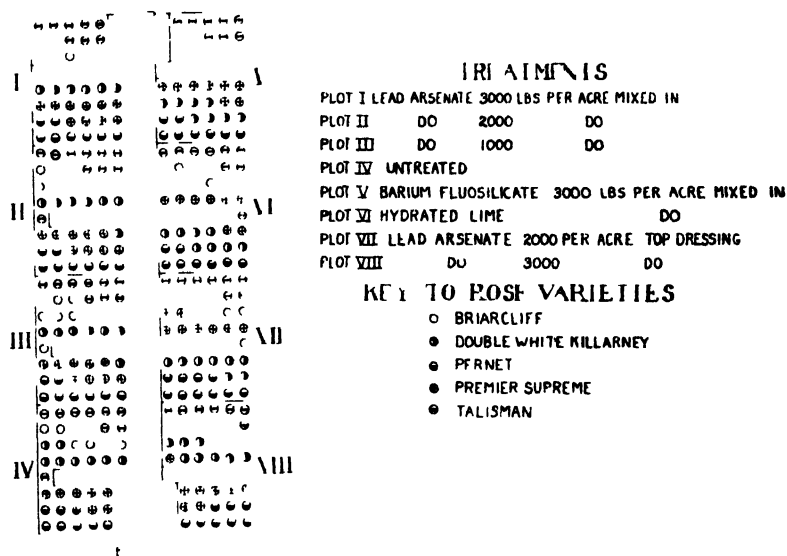 I
V
II
VI
III
VII
IV
VIII
TREATMENTS
PLOT I LEAD ARSENATE 3000 LBS PER ACRE MIXED IN
PLOT II DO 2000 DO
PLOT III DO 1000 DO
PLOT IV UNTREATED
PLOT V BARIUM FLUOSILICATE 3000 LBS PER ACRE MIXED IN
PLOT VI HYDRATED LIME DO
PLOT VII LEAD ARSENATE 2000 PER ACRE TOP DRESSING
PLOT VIII DO 3000 DO
KEY TO ROSE VARIETIES
BRIARCLIFF
DOUBLE WHITE KILLARNEY
PERNET
PREMIER SUPREME
TALISMAN